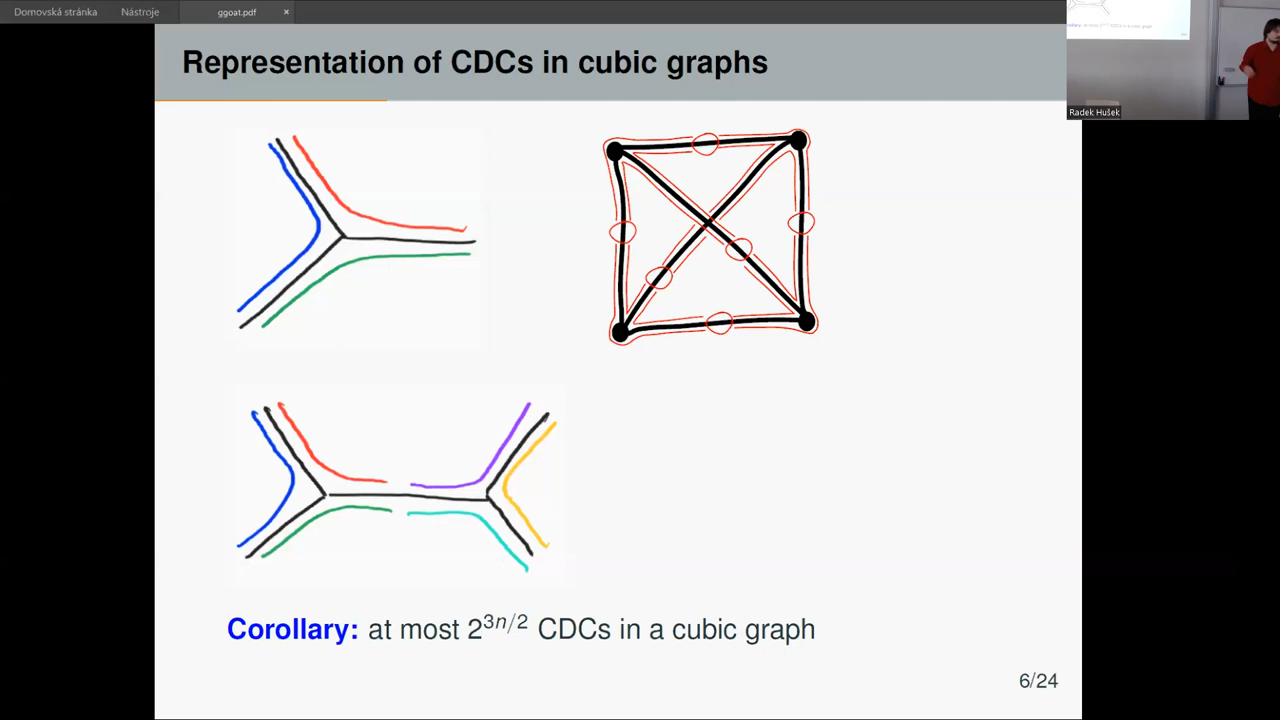 Domovská stránka Nástroje ggoat.pdf ×
Representation of CDCs in cubic graphs
Radek Hušek
Corollary: at most 2^{3n/2} CDCs in a cubic graph
6/24